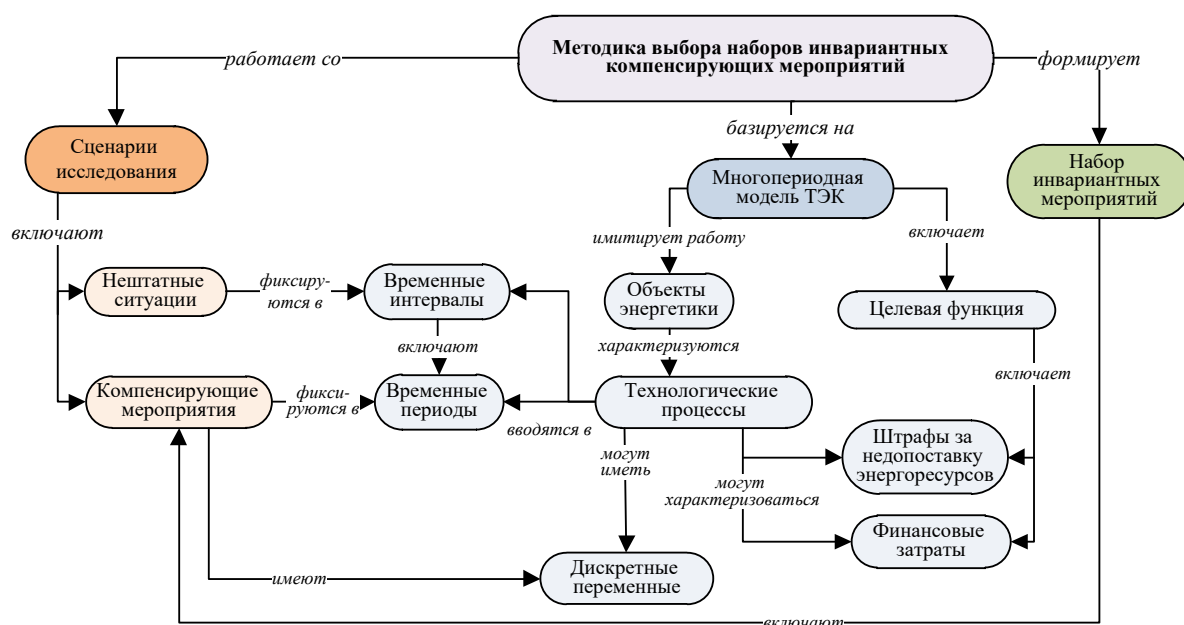 Методика выбора наборов инвариантных
компенсирующих мероприятий
работает со
формирует
базируется на
Сценарии
исследования
Многопериодная
модель ТЭК
Набор
инвариантных
мероприятий
включают
имитирует работу
включает
Нештатные
ситуации
фиксиру-
ются в
Временные
интервалы
Объекты
энергетики
Целевая функция
включают
характеризуются
включает
Компенсирующие
мероприятия
фикси-
руются в
Временные
периоды
Технологические
процессы
вводятся в
могут
иметь
могут
характеризоваться
Штрафы за
недопоставку
энергоресурсов
Финансовые
затраты
имеют
Дискретные
переменные
включают